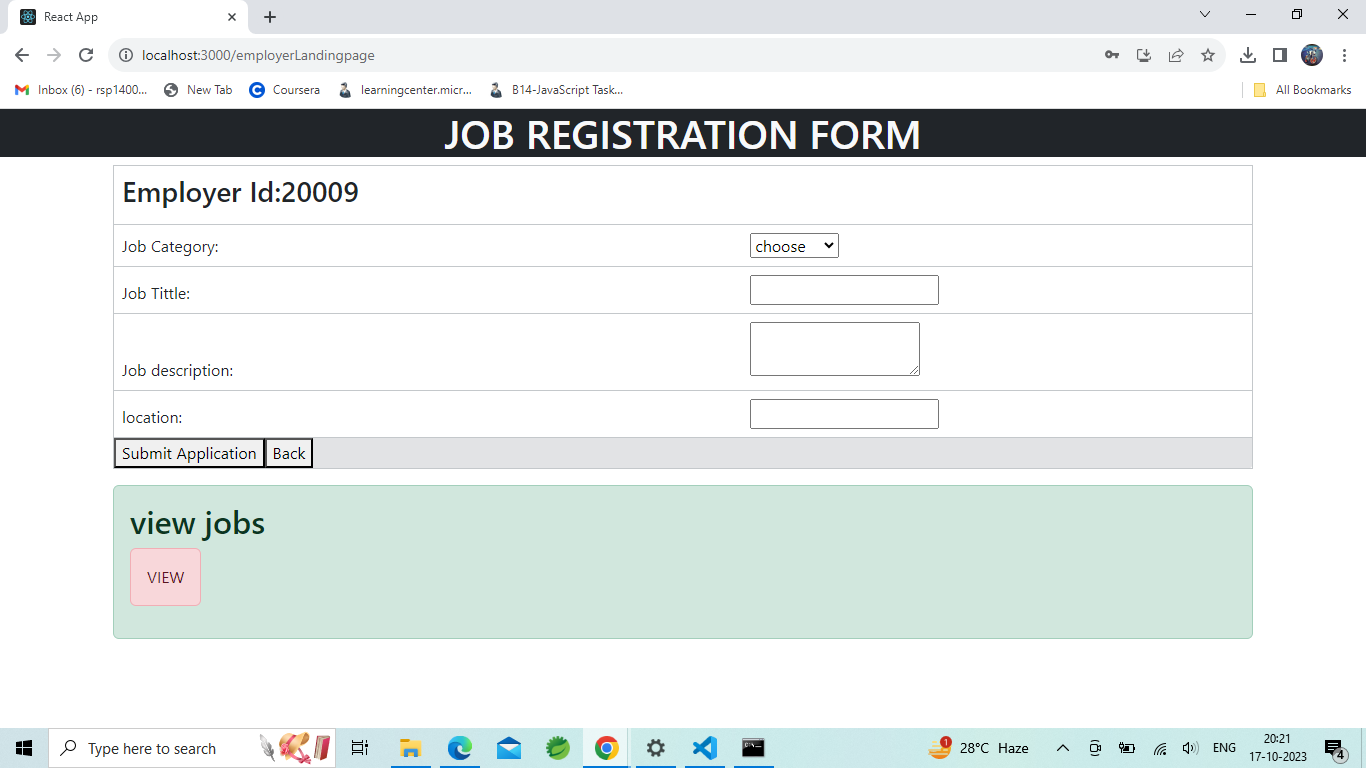 React App
localhost:3000/employerLandingpage
Inbox (6) - rsp1400... New Tab Coursera learningcenter.micr... B14-JavaScript Task... All Bookmarks
JOB REGISTRATION FORM
Employer Id:20009
Job Category: choose
Job Tittle:
Job description:
location:
Submit Application Back
view jobs
VIEW
Type here to search
1
28°C Haze
ENG
20:21
17-10-2023
4